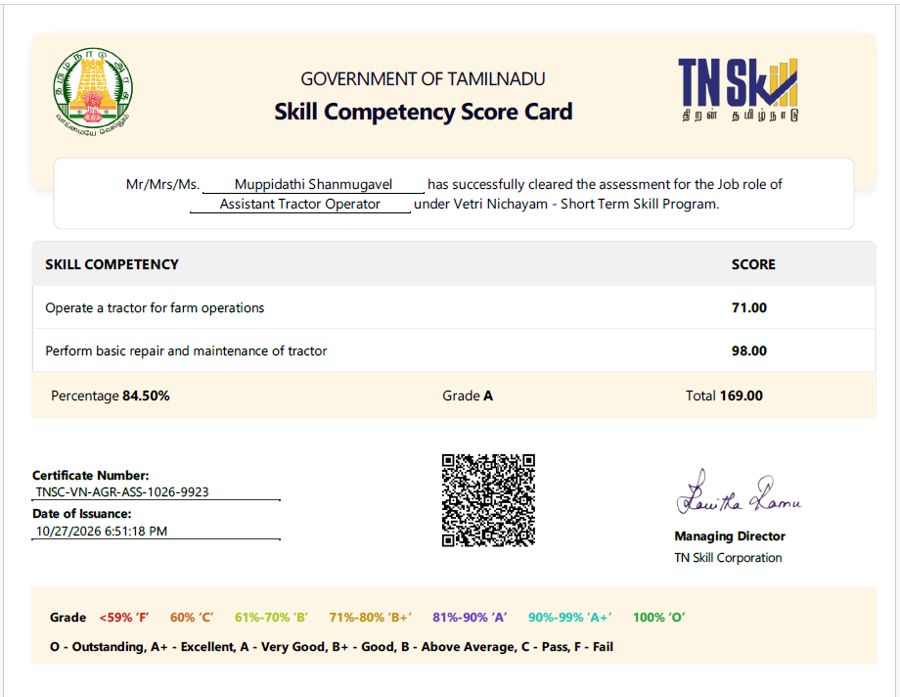 GOVERNMENT OF TAMILNADU
Skill Competency Score Card
TN Skill
திறன் தமிழ்நாடு
Mr/Mrs/Ms. Muppidathi Shanmugavel has successfully cleared the assessment for the Job role of
Assistant Tractor Operator under Vetri Nichayam - Short Term Skill Program.
SKILL COMPETENCY SCORE
Operate a tractor for farm operations 71.00
Perform basic repair and maintenance of tractor 98.00
Percentage 84.50% Grade A Total 169.00
Certificate Number:
TNSC-VN-AGR-ASS-1026-9923
Date of Issuance:
10/27/2026 6:51:18 PM
Managing Director
TN Skill Corporation
Grade <59% ‘F’ 60% ‘C’ 61%-70% ‘B’ 71%-80% ‘B+’ 81%-90% ‘A’ 90%-99% ‘A+’ 100% ‘O’
O - Outstanding, A+ - Excellent, A - Very Good, B+ - Good, B - Above Average, C - Pass, F - Fail